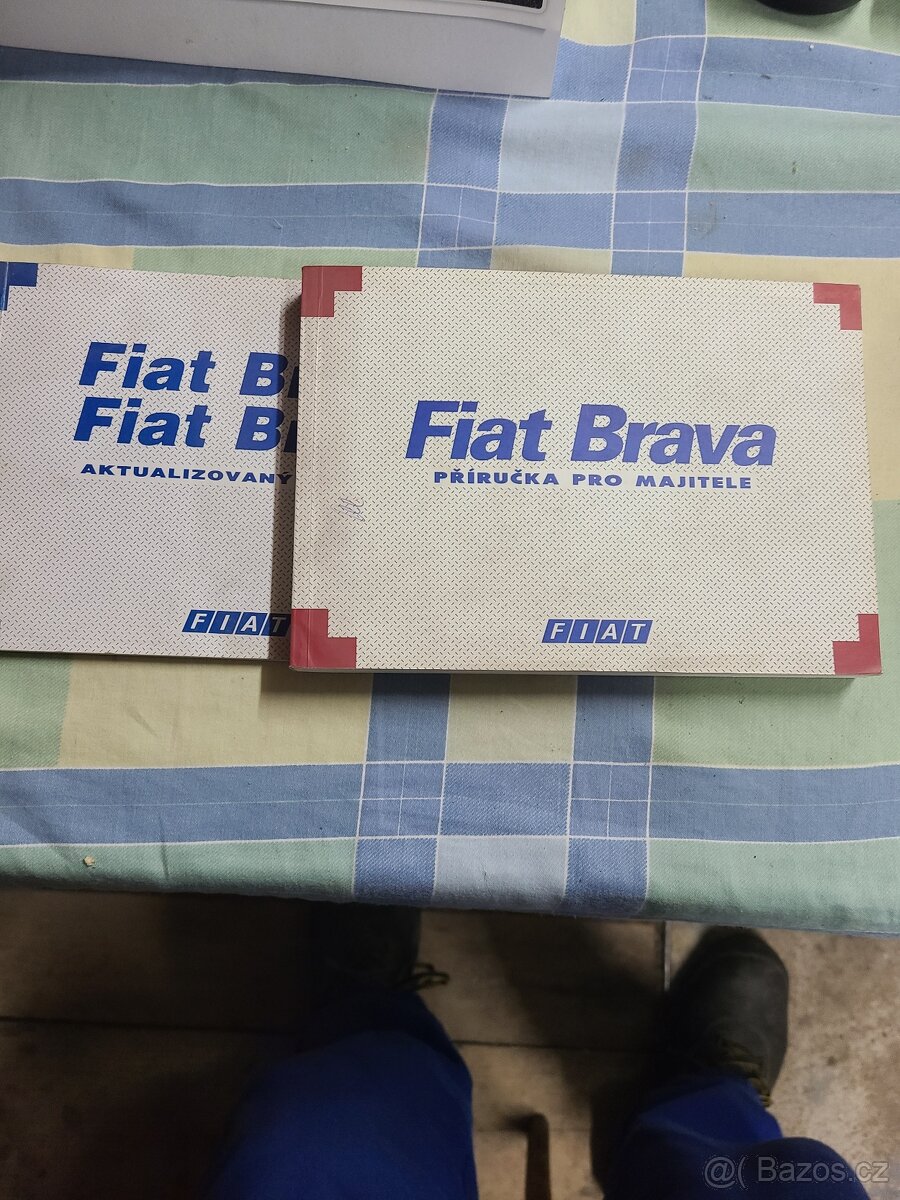 Fiat
Fiat
AKTUALIZOVANÝ
FIAT
Fiat Brava
PŘÍRUČKA PRO MAJITELE
FIAT
@( Bazos.cz